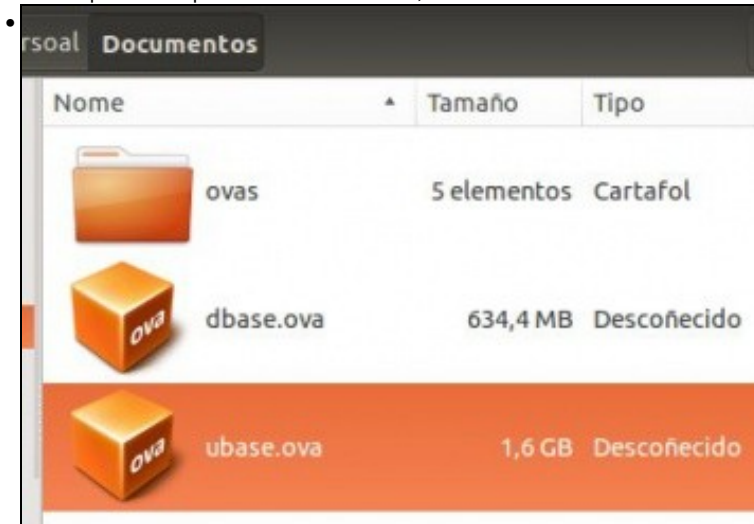 rsoal Documentos
Nome Tamaño Tipo
ovas 5 elementos Cartafol
ova dbase.ova 634,4 MB Descoñecido
ova ubase.ova 1,6 GB Descoñecido